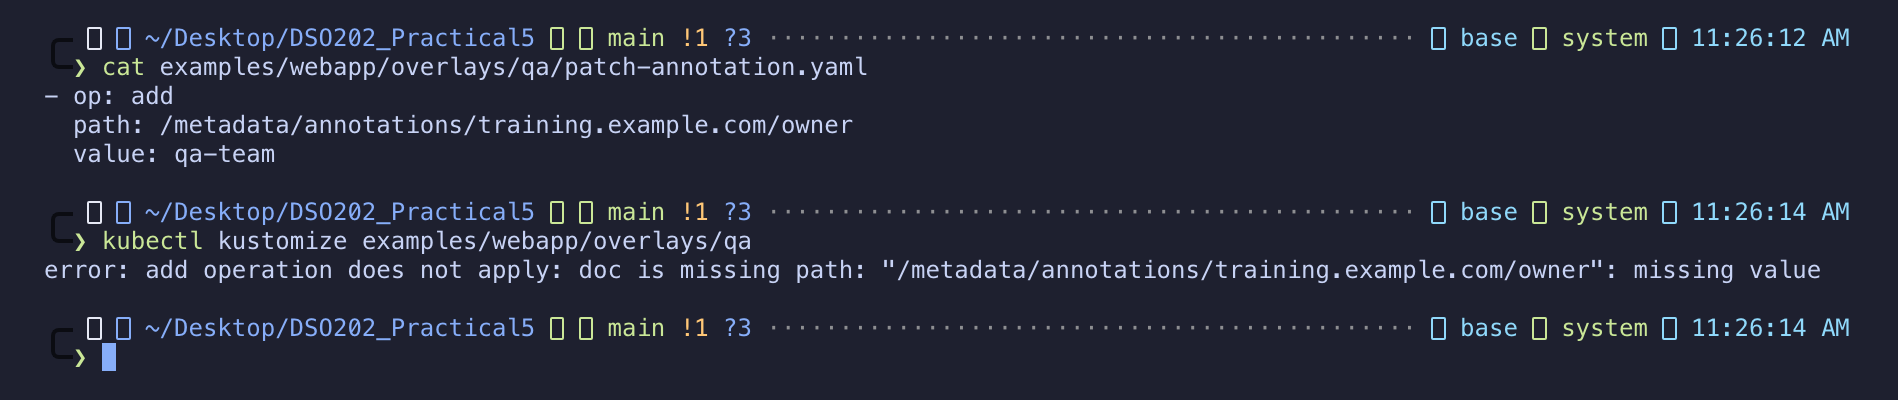 ~/Desktop/DSO202_Practical5 main !1 ?3 ············································· base system 11:26:12 AM
❯ cat examples/webapp/overlays/qa/patch-annotation.yaml
- op: add
  path: /metadata/annotations/training.example.com/owner
  value: qa-team
~/Desktop/DSO202_Practical5 main !1 ?3 ············································· base system 11:26:14 AM
❯ kubectl kustomize examples/webapp/overlays/qa
error: add operation does not apply: doc is missing path: "/metadata/annotations/training.example.com/owner": missing value
~/Desktop/DSO202_Practical5 main !1 ?3 ············································· base system 11:26:14 AM
❯